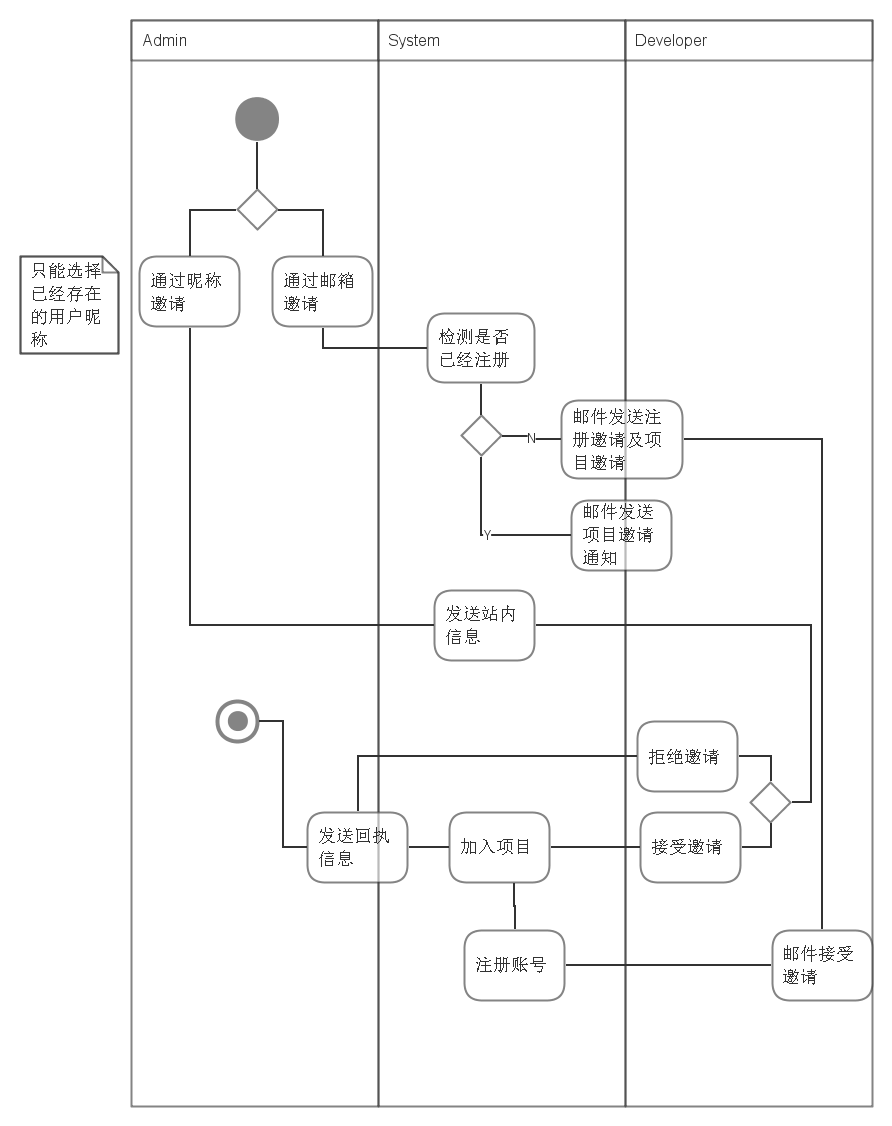 Admin
System
Developer
只能选择
已经存在
的用户昵
称
通过昵称
邀请
通过邮箱
邀请
检测是否
已经注册
N
邮件发送注
册邀请及项
目邀请
Y
邮件发送
项目邀请
通知
发送站内
信息
拒绝邀请
发送回执
信息
加入项目
接受邀请
注册账号
邮件接受
邀请